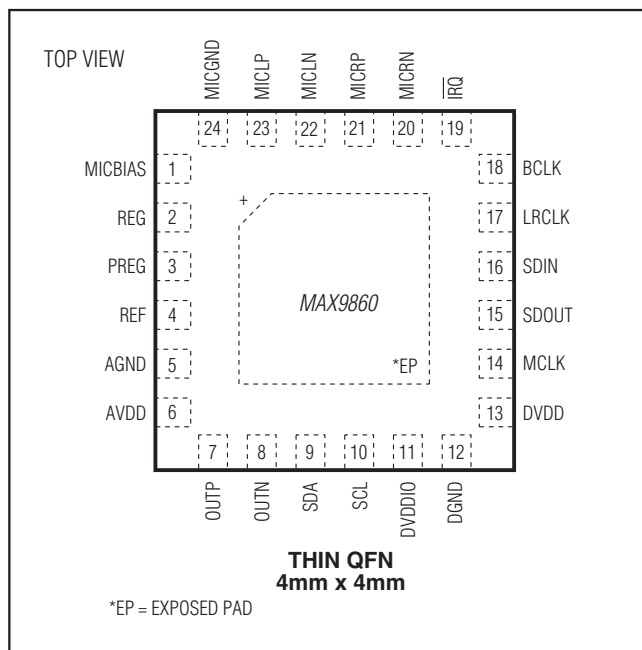 TOP VIEW
MICGND
MICLP
MICLN
MICRP
MICRN
IRQ
24 23 22 21 20 19
MICBIAS 1
REG 2
PREG 3
REF 4
AGND 5
AVDD 6
18 BCLK
17 LRCLK
16 SDIN
15 SDOUT
14 MCLK
13 DVDD
+
MAX9860
*EP
7 8 9 10 11 12
OUTP
OUTN
SDA
SCL
DVDDIO
DGND
THIN QFN
4mm x 4mm
*EP = EXPOSED PAD